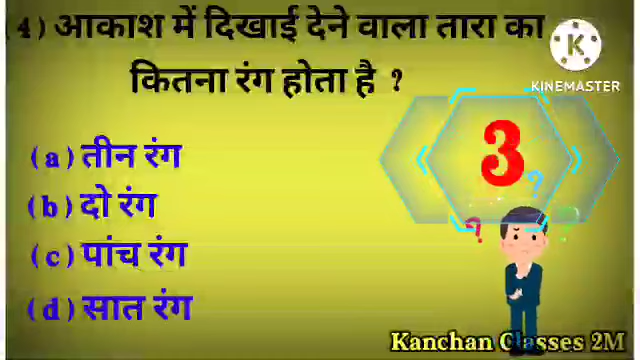 (4) आकाश में दिखाई देने वाला तारा का
कितना रंग होता है ?
KINEMASTER
3
(a) तीन रंग
(b) दो रंग
(c) पांच रंग
(d) सात रंग
Kanchan Classes 2M